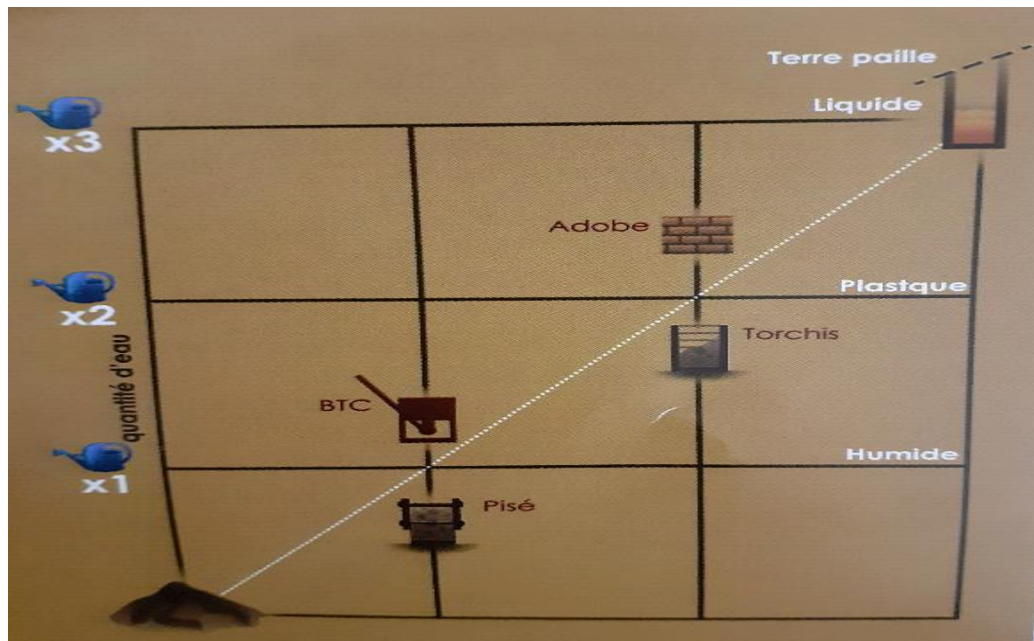 Terre paille
Liquide
x3
Adobe
Plastque
x2
Torchis
quantité d'eau
BTC
Humide
x1
Pisé